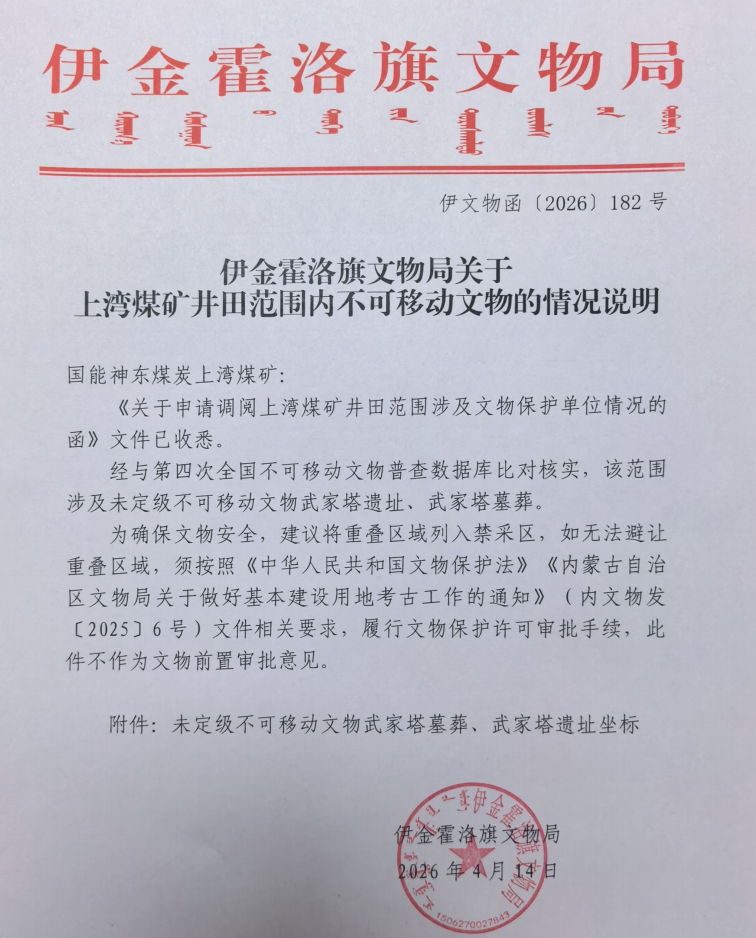 伊金霍洛旗文物局
伊文物函〔2026〕182 号
伊金霍洛旗文物局关于
上湾煤矿井田范围内不可移动文物的情况说明
国能神东煤炭上湾煤矿：
《关于申请调阅上湾煤矿井田范围涉及文物保护单位情况的
函》文件已收悉。
经与第四次全国不可移动文物普查数据库比对核实，该范围
涉及未定级不可移动文物武家塔遗址、武家塔墓葬。
为确保文物安全，建议将重叠区域列入禁采区，如无法避让
重叠区域，须按照《中华人民共和国文物保护法》《内蒙古自治
区文物局关于做好基本建设用地考古工作的通知》（内文物发
〔2025〕6 号）文件相关要求，履行文物保护许可审批手续，此
件不作为文物前置审批意见。
附件：未定级不可移动文物武家塔墓葬、武家塔遗址坐标
伊金霍洛旗文物局
2026 年 4 月 14 日
伊金霍洛旗文物局
1506270027843